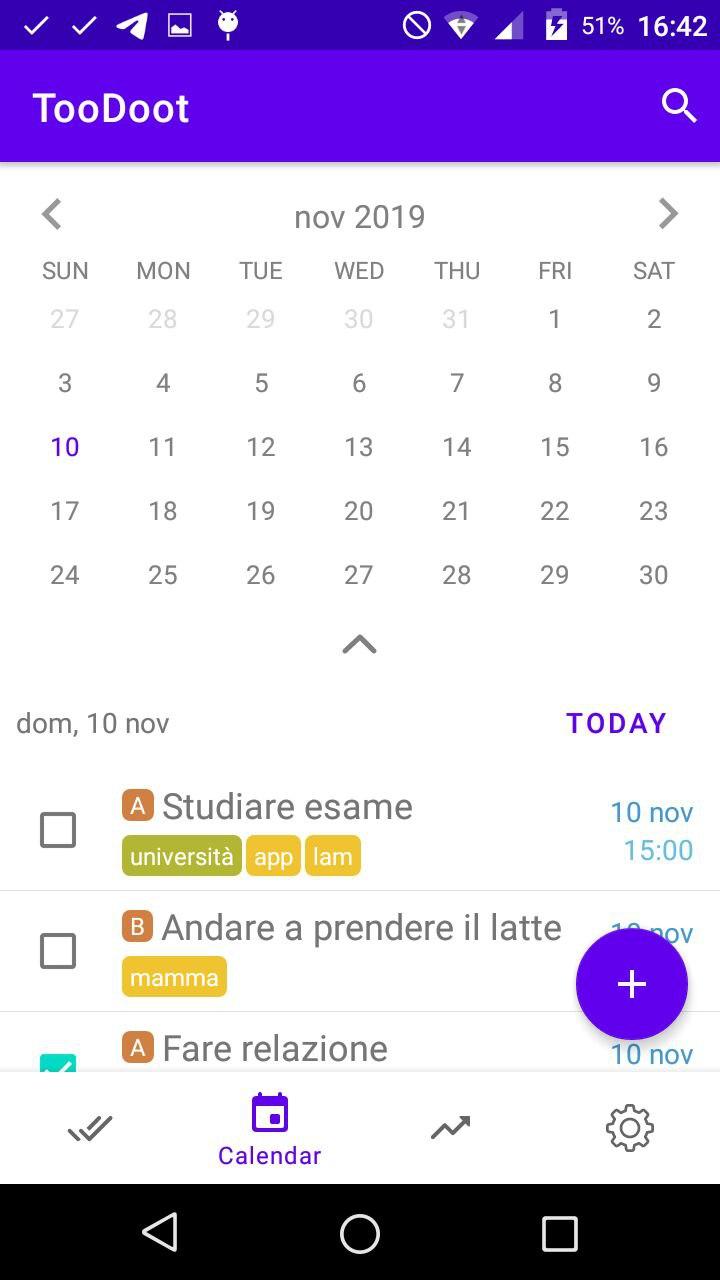 51% 16:42
TooDoot
nov 2019
SUN MON TUE WED THU FRI SAT
27 28 29 30 31 1 2
3 4 5 6 7 8 9
10 11 12 13 14 15 16
17 18 19 20 21 22 23
24 25 26 27 28 29 30
dom, 10 nov TODAY
A Studiare esame 10 nov
università app lam 15:00
B Andare a prendere il latte nov
mamma
A Fare relazione 10 nov
Calendar